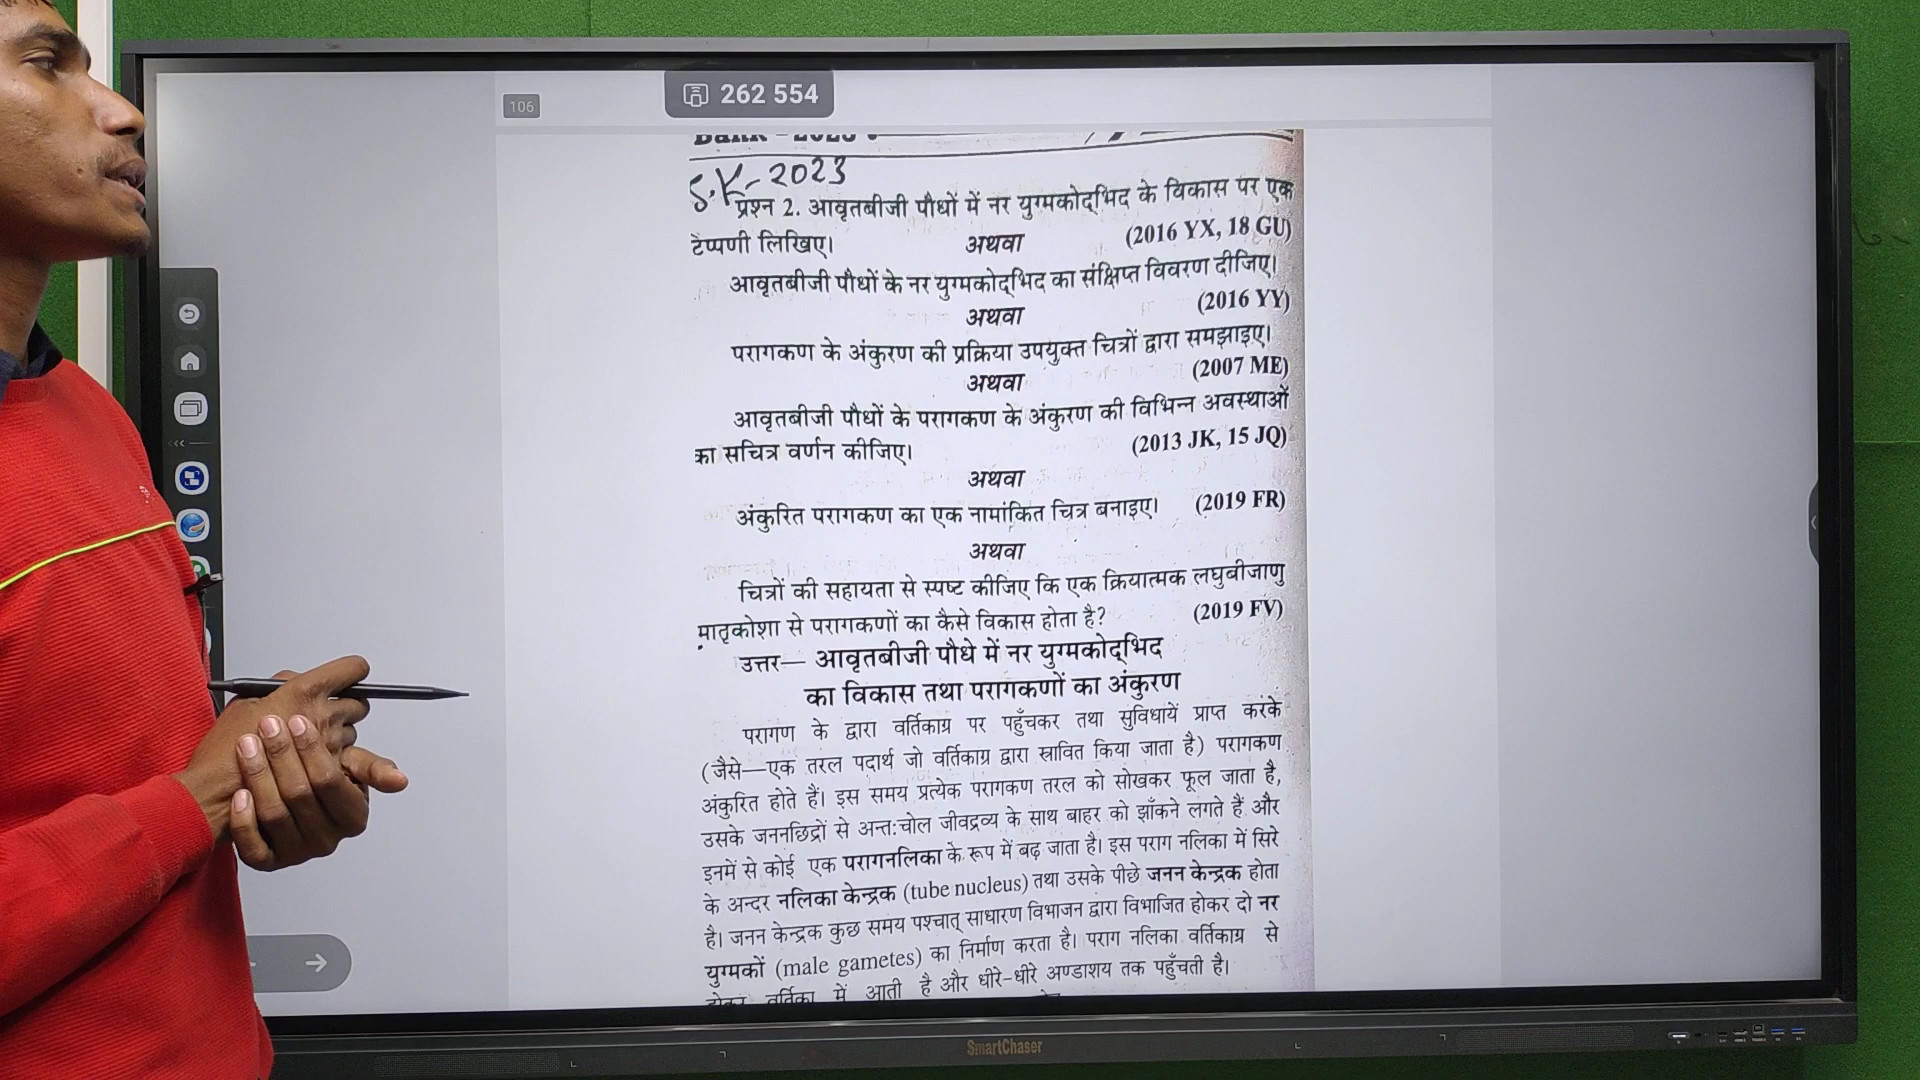 262 554
106
S.K-2023
प्रश्न 2. आवृतबीजी पौधों में नर युग्मकोद्भिद के विकास पर एक
टेप्पणी लिखिए। अथवा (2016 YX, 18 GU)
आवृतबीजी पौधों के नर युग्मकोद्भिद का संक्षिप्त विवरण दीजिए।
अथवा (2016 YY)
परागकण के अंकुरण की प्रक्रिया उपयुक्त चित्रों द्वारा समझाइए।
अथवा (2007 ME)
आवृतबीजी पौधों के परागकण के अंकुरण की विभिन्न अवस्थाओं
का सचित्र वर्णन कीजिए। (2013 JK, 15 JQ)
अथवा
अंकुरित परागकण का एक नामांकित चित्र बनाइए। (2019 FR)
अथवा
चित्रों की सहायता से स्पष्ट कीजिए कि एक क्रियात्मक लघुबीजाणु
मातृकोशा से परागकणों का कैसे विकास होता है? (2019 FV)
उत्तर— आवृतबीजी पौधे में नर युग्मकोद्भिद
का विकास तथा परागकणों का अंकुरण
परागण के द्वारा वर्तिकाग्र पर पहुँचकर तथा सुविधायें प्राप्त करके
(जैसे—एक तरल पदार्थ जो वर्तिकाग्र द्वारा स्रावित किया जाता है) परागकण
अंकुरित होते हैं। इस समय प्रत्येक परागकण तरल को सोखकर फूल जाता है,
उसके जननछिद्रों से अन्त:चोल जीवद्रव्य के साथ बाहर को झाँकने लगते हैं और
इनमें से कोई एक परागनलिका के रूप में बढ़ जाता है। इस पराग नलिका में सिरे
के अन्दर नलिका केन्द्रक (tube nucleus) तथा उसके पीछे जनन केन्द्रक होता
है। जनन केन्द्रक कुछ समय पश्चात् साधारण विभाजन द्वारा विभाजित होकर दो नर
युग्मकों (male gametes) का निर्माण करता है। पराग नलिका वर्तिकाग्र से
होकर वर्तिका में आती है और धीरे-धीरे अण्डाशय तक पहुँचती है।
SmartChaser